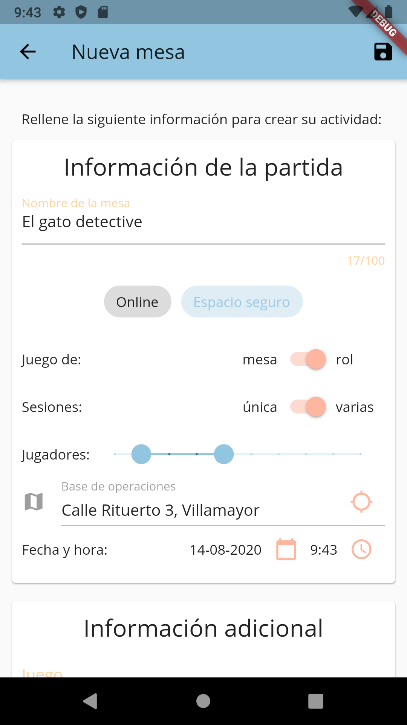 9:43
DEBUG
Nueva mesa
Rellene la siguiente información para crear su actividad:
Información de la partida
Nombre de la mesa
El gato detective
17/100
Online Espacio seguro
Juego de: mesa rol
Sesiones: única varias
Jugadores:
Base de operaciones
Calle Rituerto 3, Villamayor
Fecha y hora: 14-08-2020 9:43
Información adicional
Juego